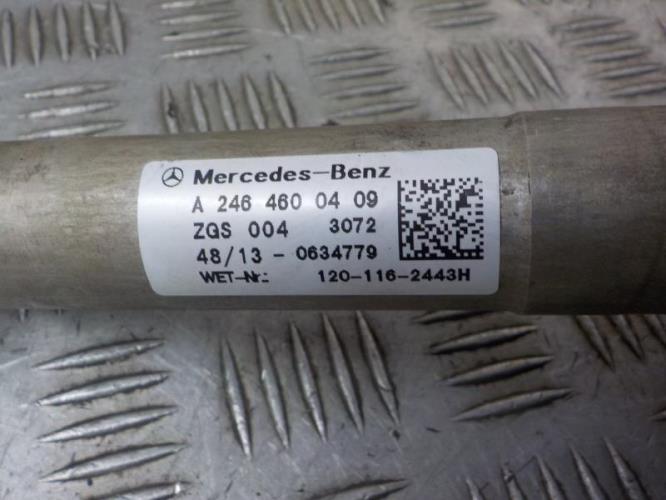 Mercedes-Benz
A 246 460 04 09
ZGS 004 3072
48/13 - 0634779
WET-Nr.: 120-116-2443H